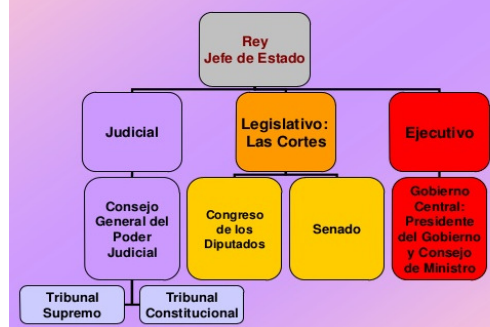 Rey
Jefe de Estado
Judicial
Legislativo:
Las Cortes
Ejecutivo
Consejo
General del
Poder
Judicial
Congreso
de los
Diputados
Senado
Gobierno
Central:
Presidente
del Gobierno
y Consejo
de Ministro
Tribunal
Supremo
Tribunal
Constitucional